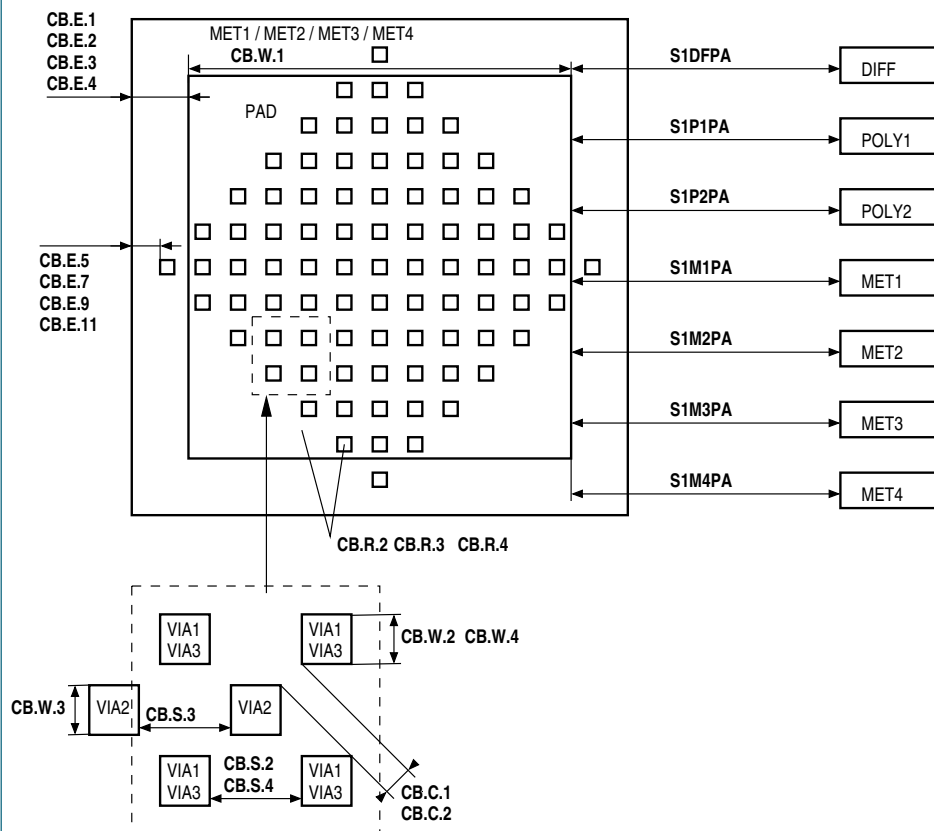 CB.E.1
CB.E.2
CB.E.3
CB.E.4
MET1 / MET2 / MET3 / MET4
CB.W.1
PAD
S1DFPA
DIFF
S1P1PA
POLY1
S1P2PA
POLY2
CB.E.5
CB.E.7
CB.E.9
CB.E.11
S1M1PA
MET1
S1M2PA
MET2
S1M3PA
MET3
S1M4PA
MET4
CB.R.2 CB.R.3 CB.R.4
VIA1
VIA3
VIA1
VIA3
CB.W.2 CB.W.4
CB.W.3
VIA2
CB.S.3
VIA2
VIA1
VIA3
CB.S.2
CB.S.4
VIA1
VIA3
CB.C.1
CB.C.2